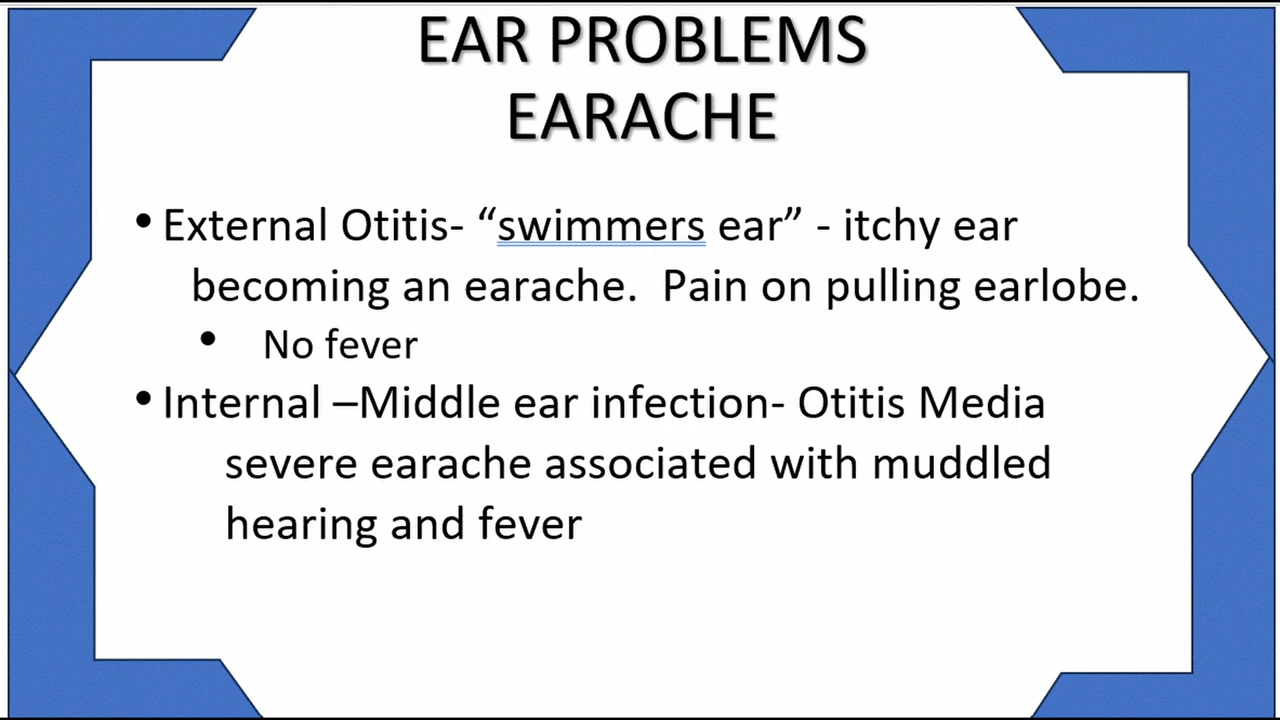 EAR PROBLEMS
EARACHE
• External Otitis- “swimmers ear” - itchy ear
becoming an earache.  Pain on pulling earlobe.
• No fever
• Internal –Middle ear infection- Otitis Media
severe earache associated with muddled
hearing and fever